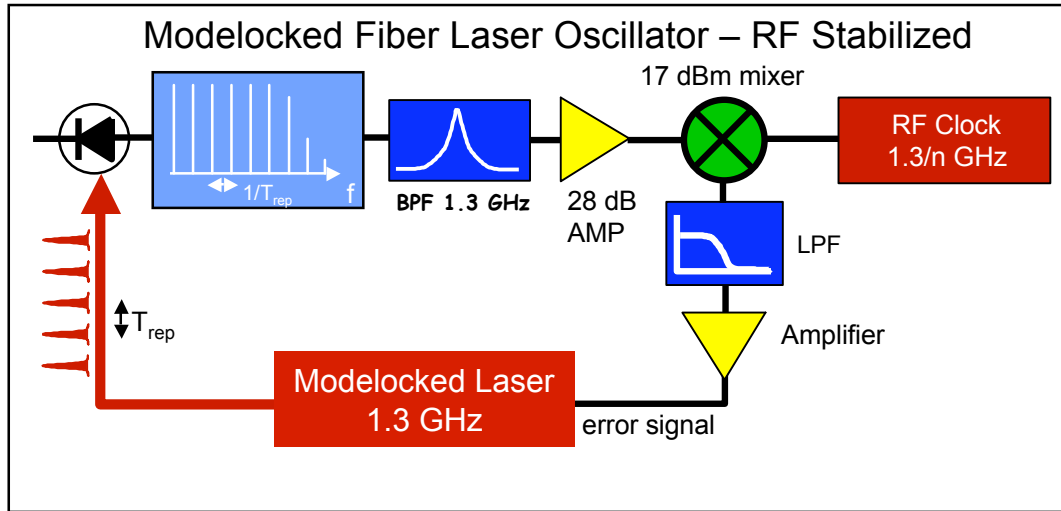 Modelocked Fiber Laser Oscillator – RF Stabilized
17 dBm mixer
RF Clock
1.3/n GHz
1/Trep
f
BPF 1.3 GHz
28 dB
AMP
LPF
Trep
Amplifier
Modelocked Laser
1.3 GHz
error signal